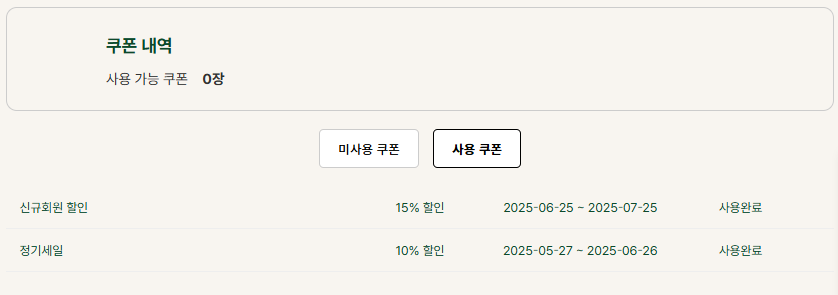 쿠폰 내역
사용 가능 쿠폰 0장
미사용 쿠폰 사용 쿠폰
신규회원 할인 15% 할인 2025-06-25 ~ 2025-07-25 사용완료
정기세일 10% 할인 2025-05-27 ~ 2025-06-26 사용완료